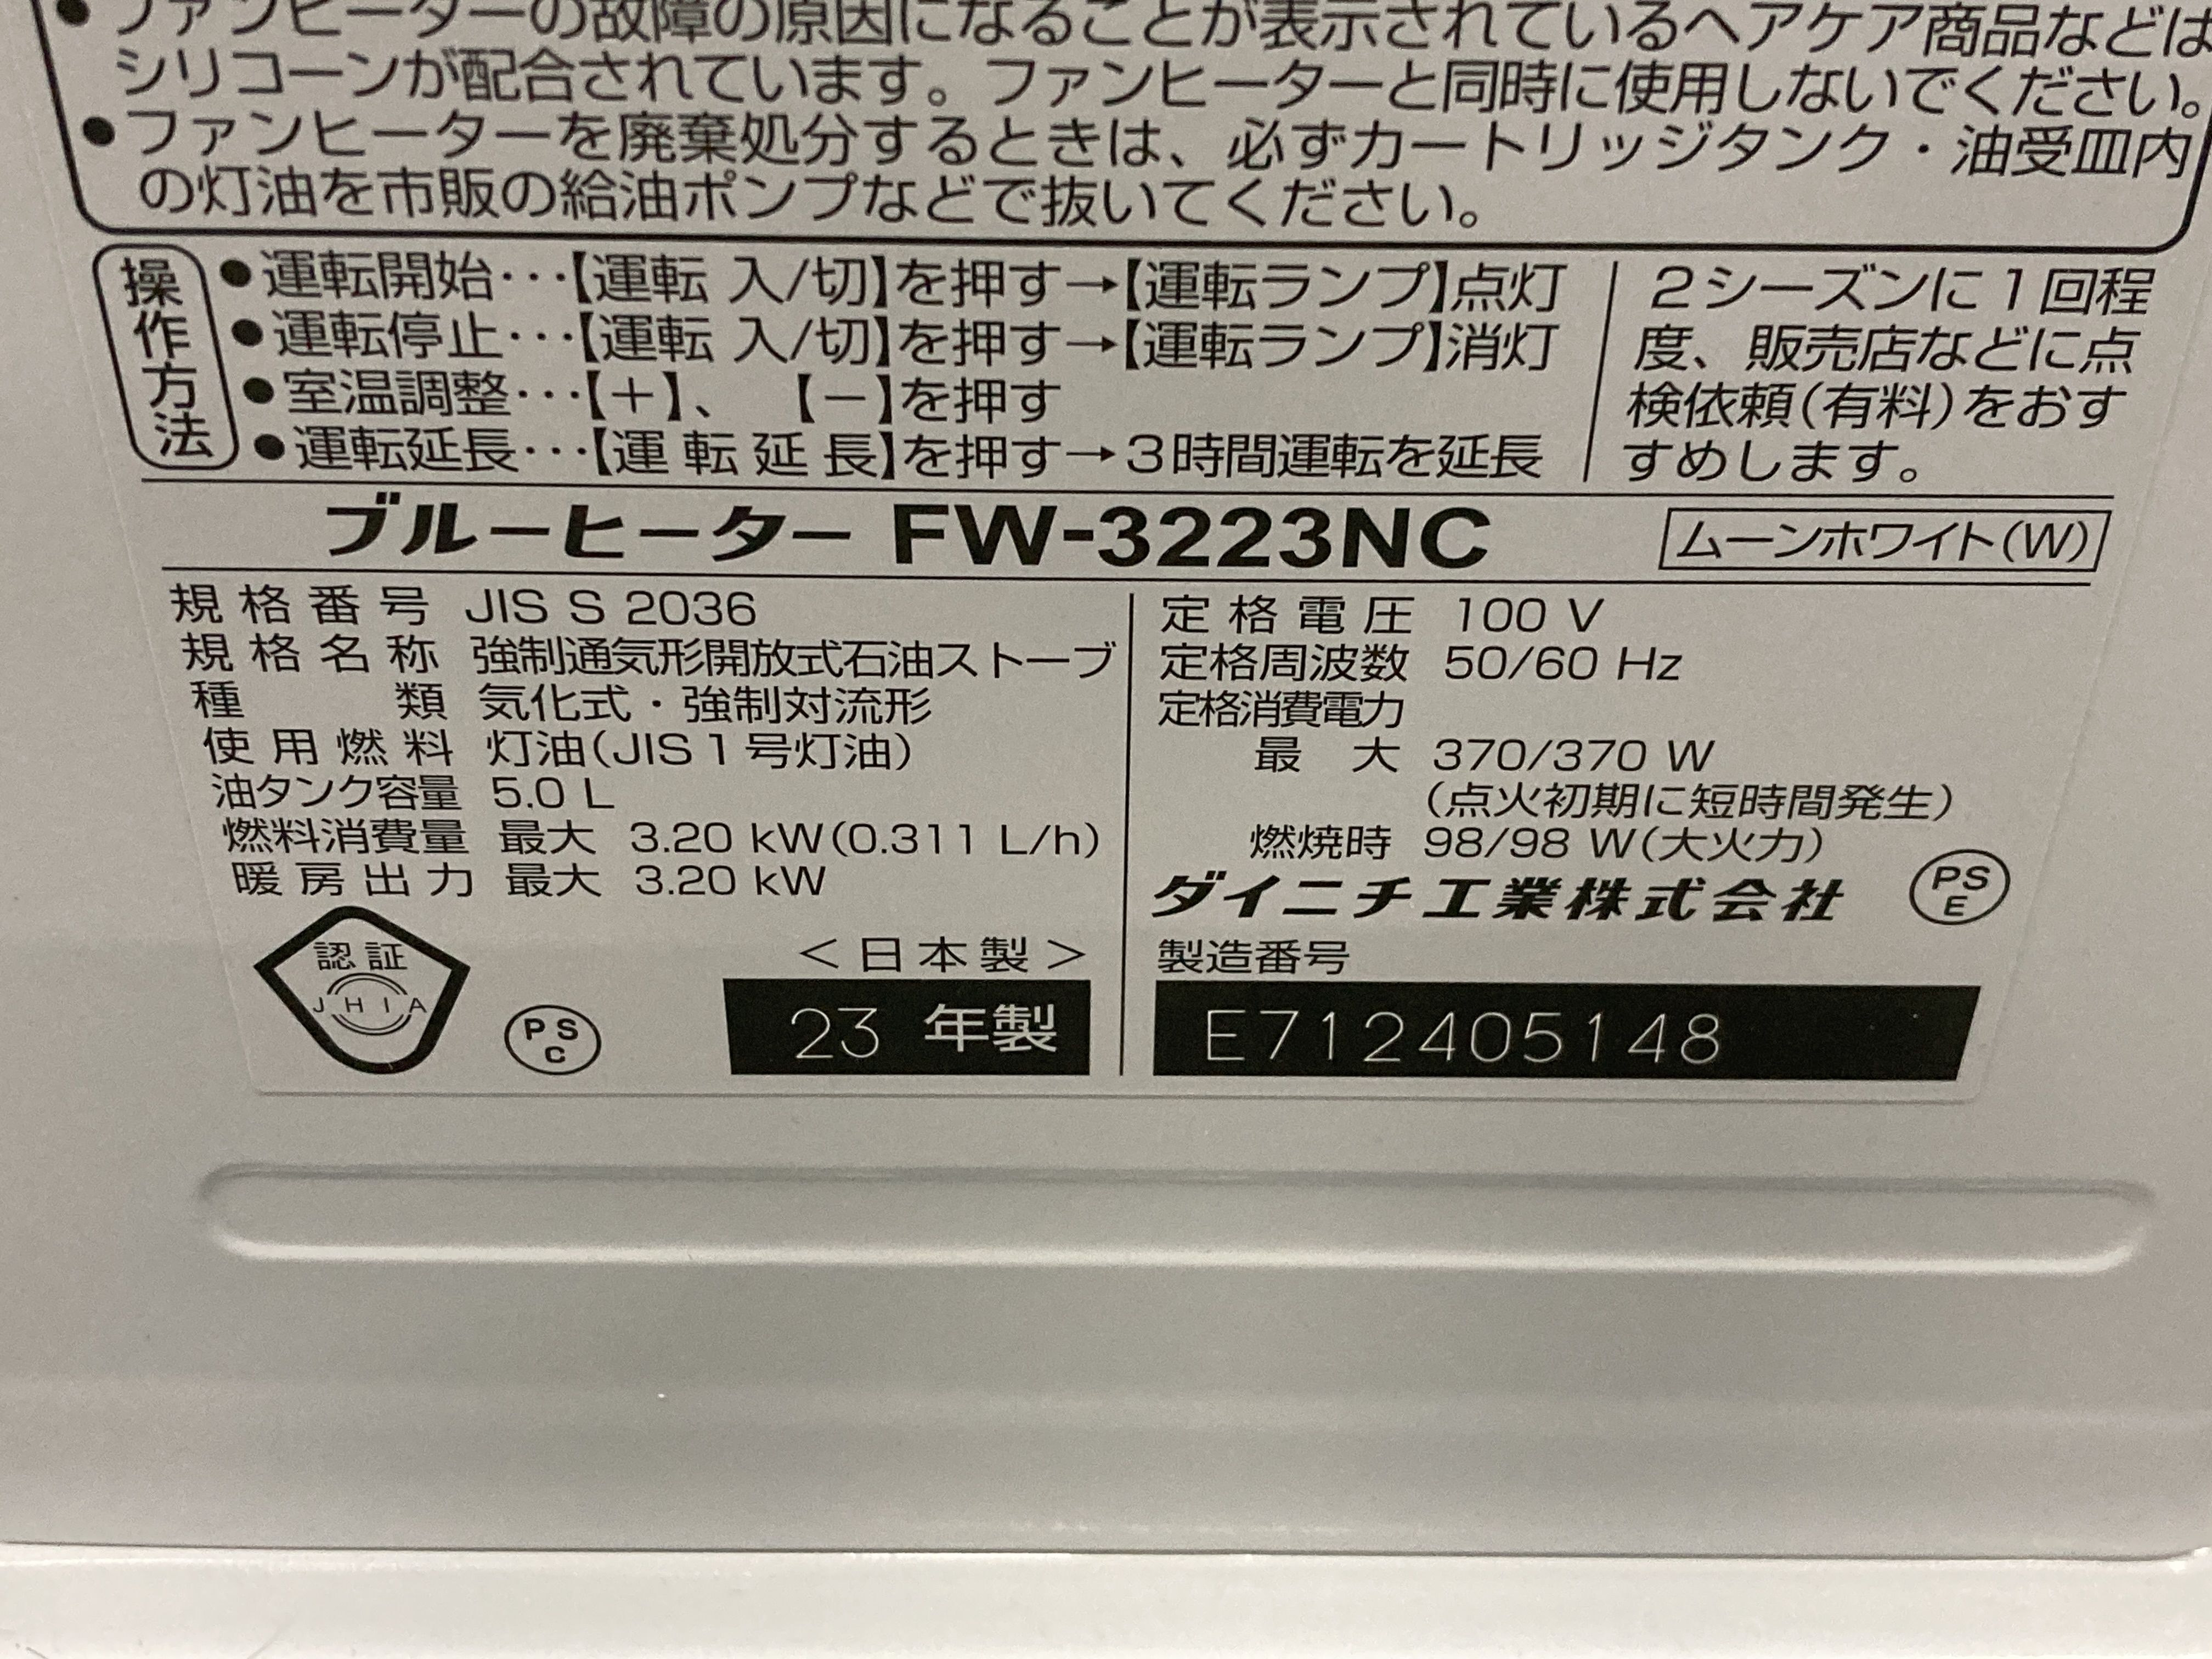 ●ファンヒーターの故障の原因になることが表示されているヘアケア商品などは
シリコーンが配合されています。ファンヒーターと同時に使用しないでください。
●ファンヒーターを廃棄処分するときは、必ずカートリッジタンク・油受皿内
の灯油を市販の給油ポンプなどで抜いてください。
操作方法
●運転開始･･･【運転 入/切】を押す→【運転ランプ】点灯
●運転停止･･･【運転 入/切】を押す→【運転ランプ】消灯
●室温調整･･･【＋】、【－】を押す
●運転延長･･･【運転延長】を押す→3時間運転を延長
2シーズンに1回程
度、販売店などに点
検依頼(有料)をおす
すめします。
ブルーヒーター FW-3223NC
ムーンホワイト(W)
規格番号 JIS S 2036
規格名称 強制通気形開放式石油ストーブ
種類 気化式・強制対流形
使用燃料 灯油(JIS1号灯油)
油タンク容量 5.0 L
燃料消費量 最大 3.20 kW(0.311 L/h)
暖房出力 最大 3.20 kW
認証
JHIA
PS
C
＜日本製＞
23 年製
定格電圧 100 V
定格周波数 50/60 Hz
定格消費電力
最大 370/370 W
(点火初期に短時間発生)
燃焼時 98/98 W(大火力)
ダイニチ工業株式会社
PS
E
製造番号
E712405148